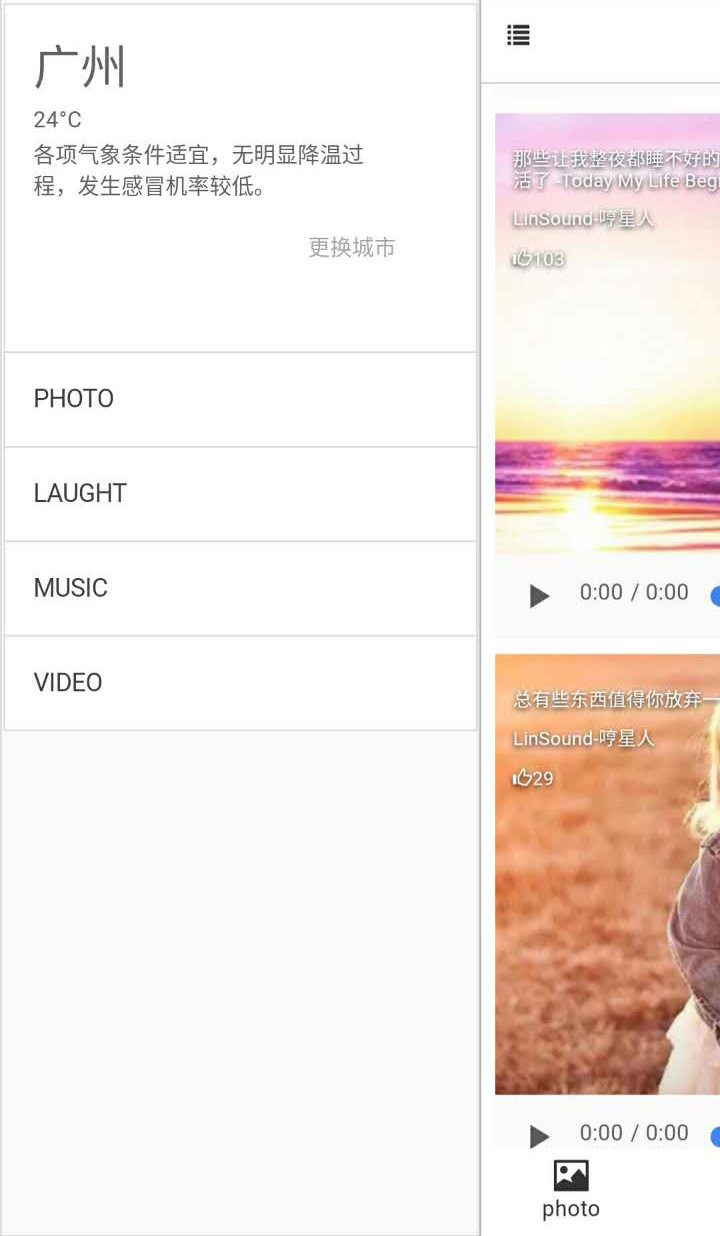 广州
24°C
各项气象条件适宜，无明显降温过
程，发生感冒机率较低。
更换城市
PHOTO
LAUGHT
MUSIC
VIDEO
那些让我整夜都睡不好的
活了 -Today My Life Begi
LinSound-哼星人
103
0:00 / 0:00
总有些东西值得你放弃一
LinSound-哼星人
29
0:00 / 0:00
photo